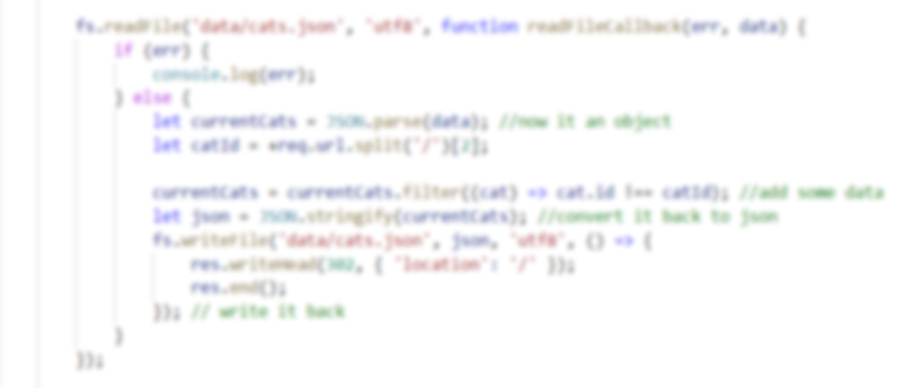 fs.readFile('data/cats.json', 'utf8', function readFileCallback(err, data) {
if (err) {
console.log(err);
} else {
let currentCats = JSON.parse(data); //now it an object
let catId = +req.url.split('/')[2];
currentCats = currentCats.filter((cat) => cat.id !== catId); //add some data
let json = JSON.stringify(currentCats); //convert it back to json
fs.writeFile('data/cats.json', json, 'utf8', () => {
res.writeHead(302, { 'location': '/' });
res.end();
}); // write it back
}
});